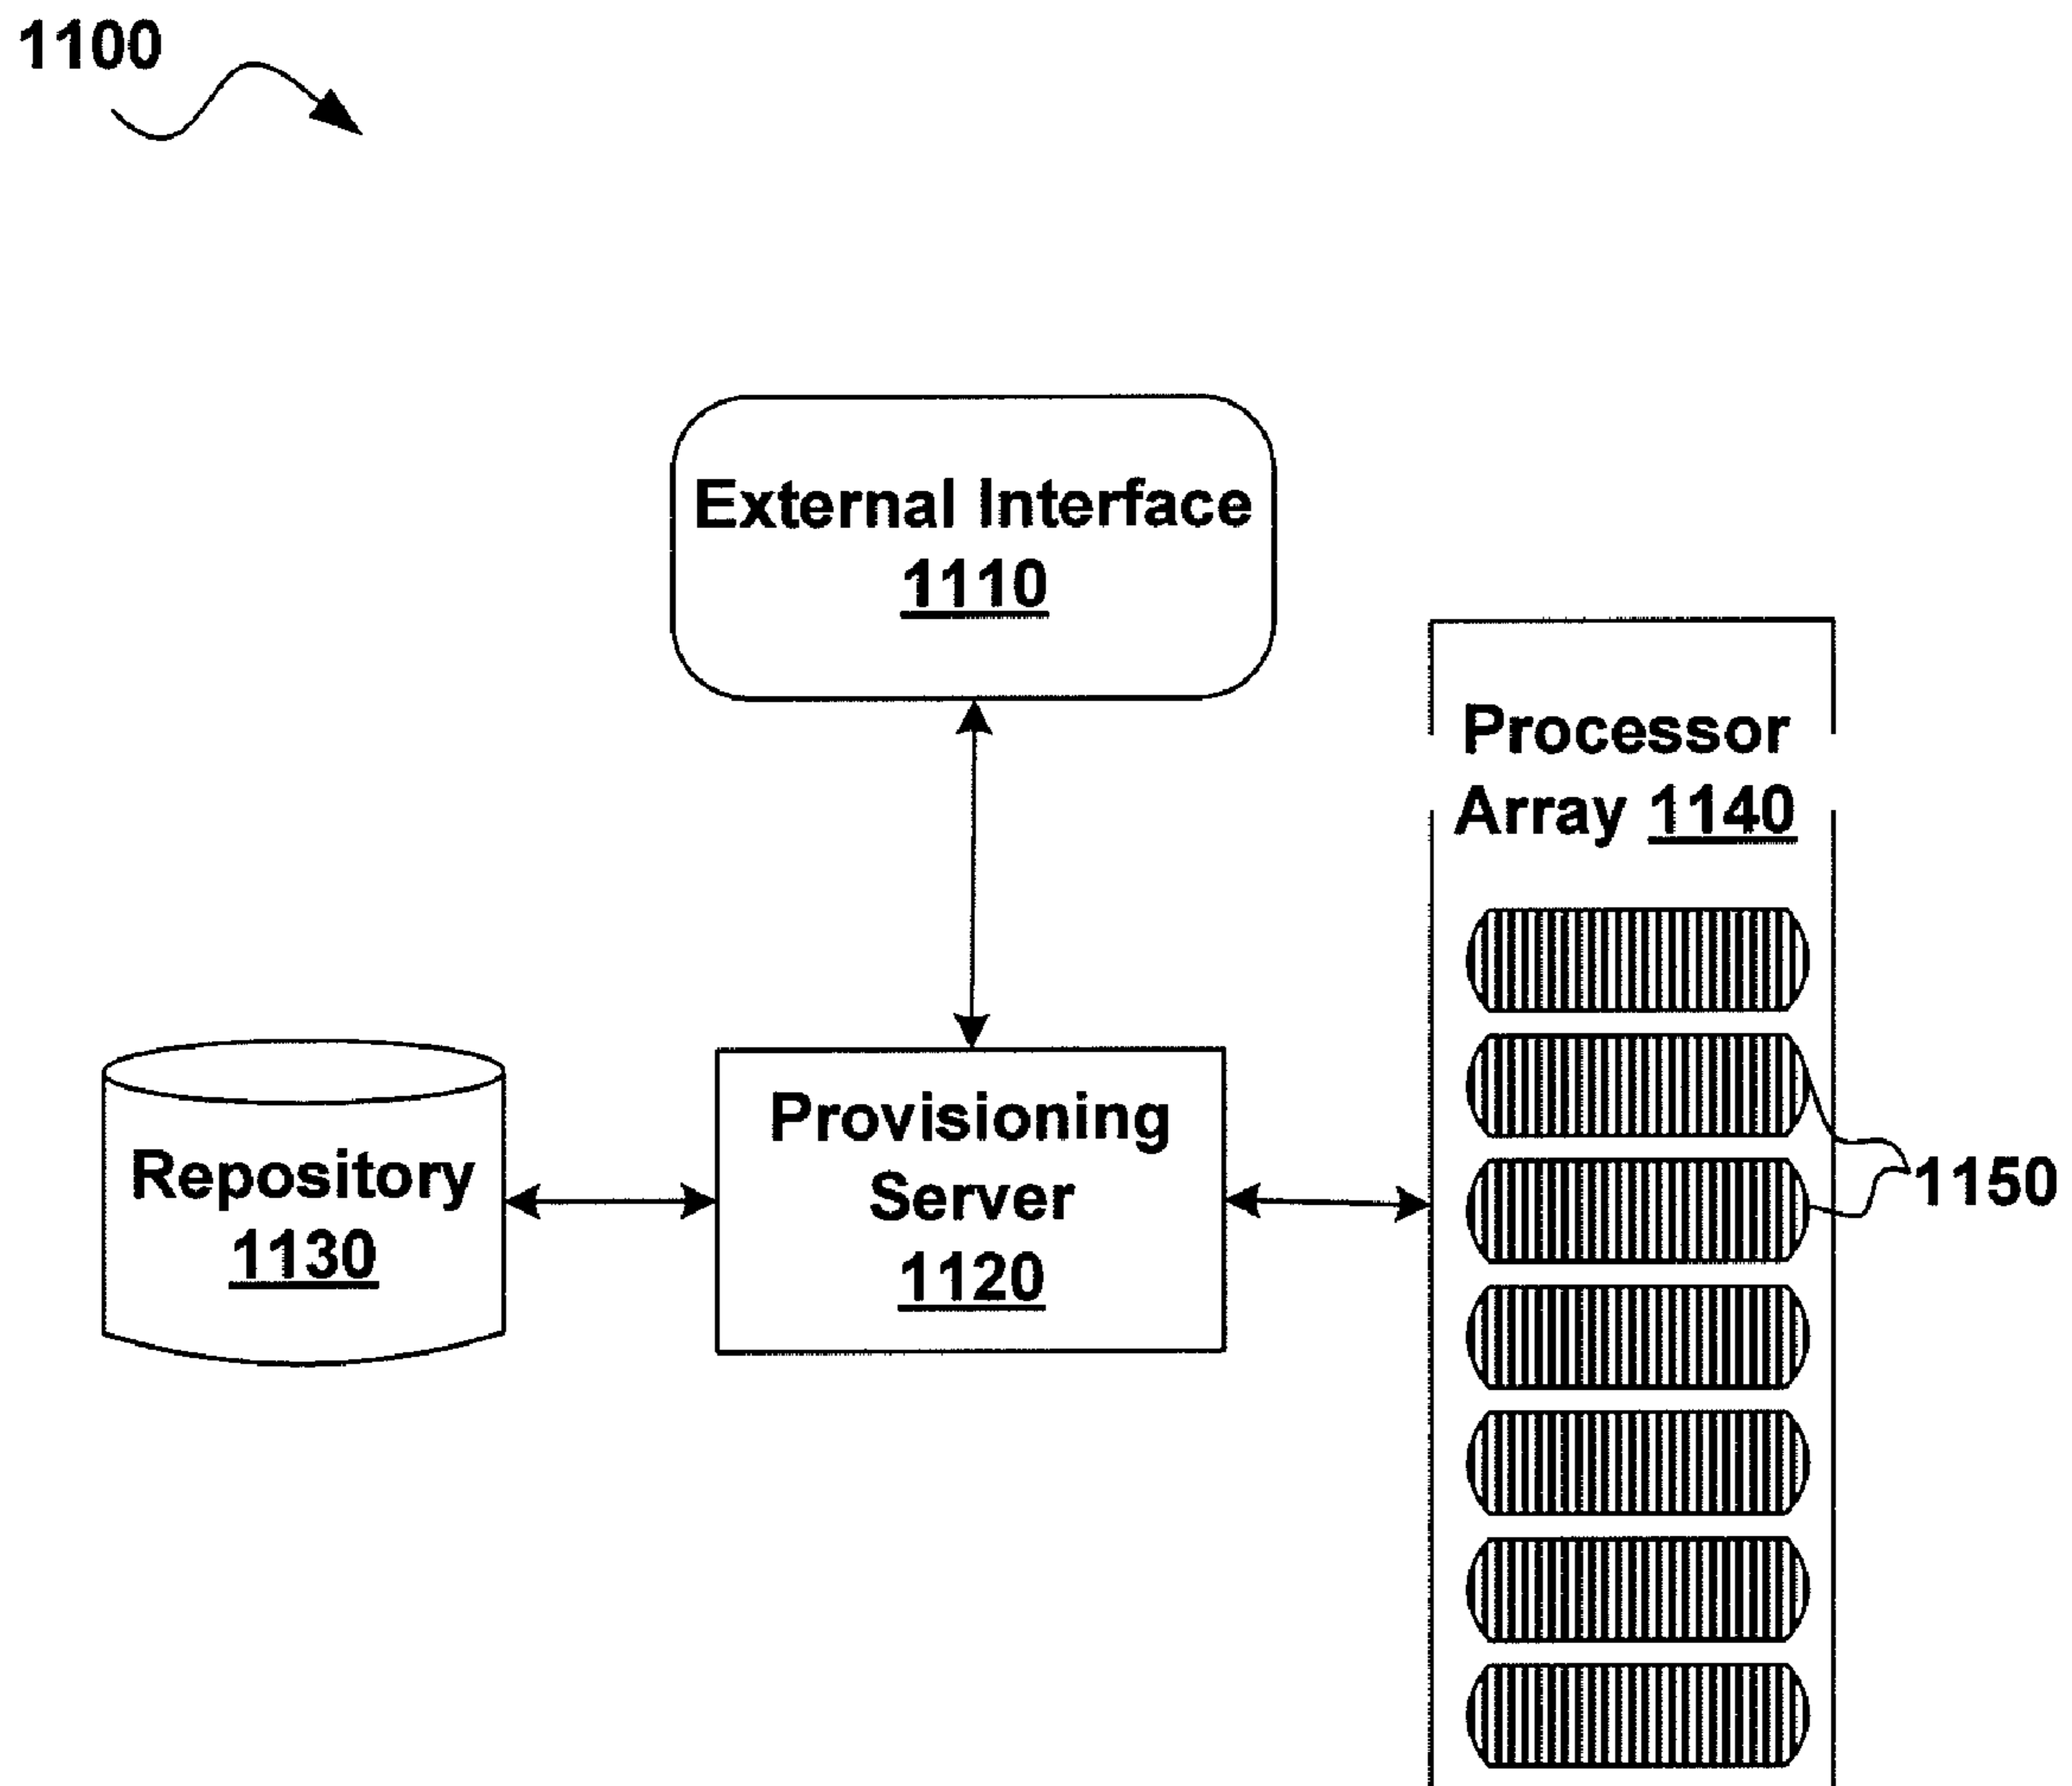 1100
External Interface
1110
Processor
Array 1140
Provisioning
Server
1120
Repository
1130
1150